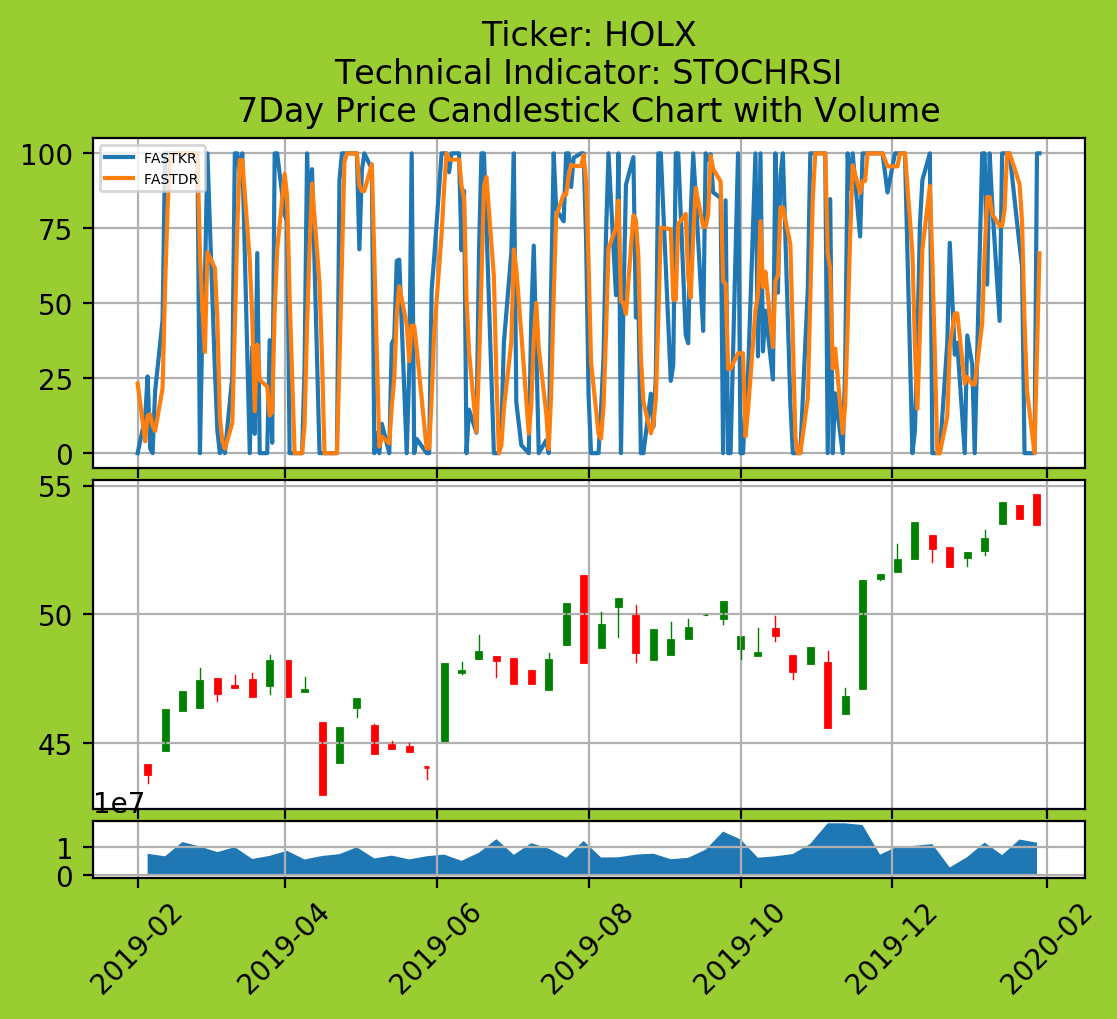 Ticker: HOLX
Technical Indicator: STOCHRSI
7Day Price Candlestick Chart with Volume
FASTKR
FASTDR
100
75
50
25
0
55
50
45
1e7
1
0
2019-02
2019-04
2019-06
2019-08
2019-10
2019-12
2020-02